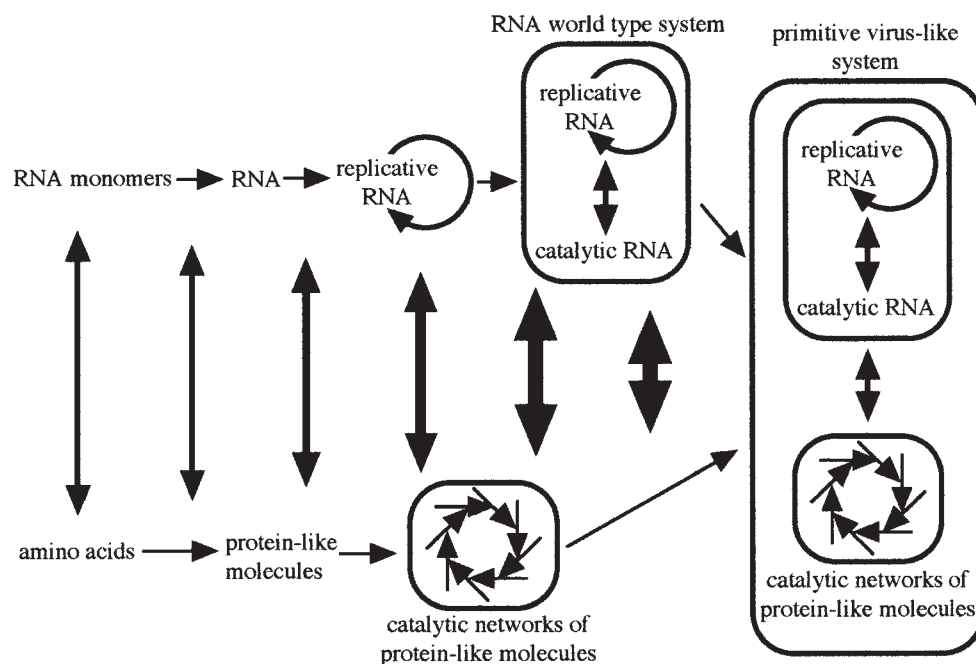 RNA world type system
primitive virus-like
system
replicative
RNA
catalytic RNA
RNA monomers
RNA
replicative
RNA
replicative
RNA
catalytic RNA
amino acids
protein-like
molecules
catalytic networks of
protein-like molecules
catalytic networks of
protein-like molecules